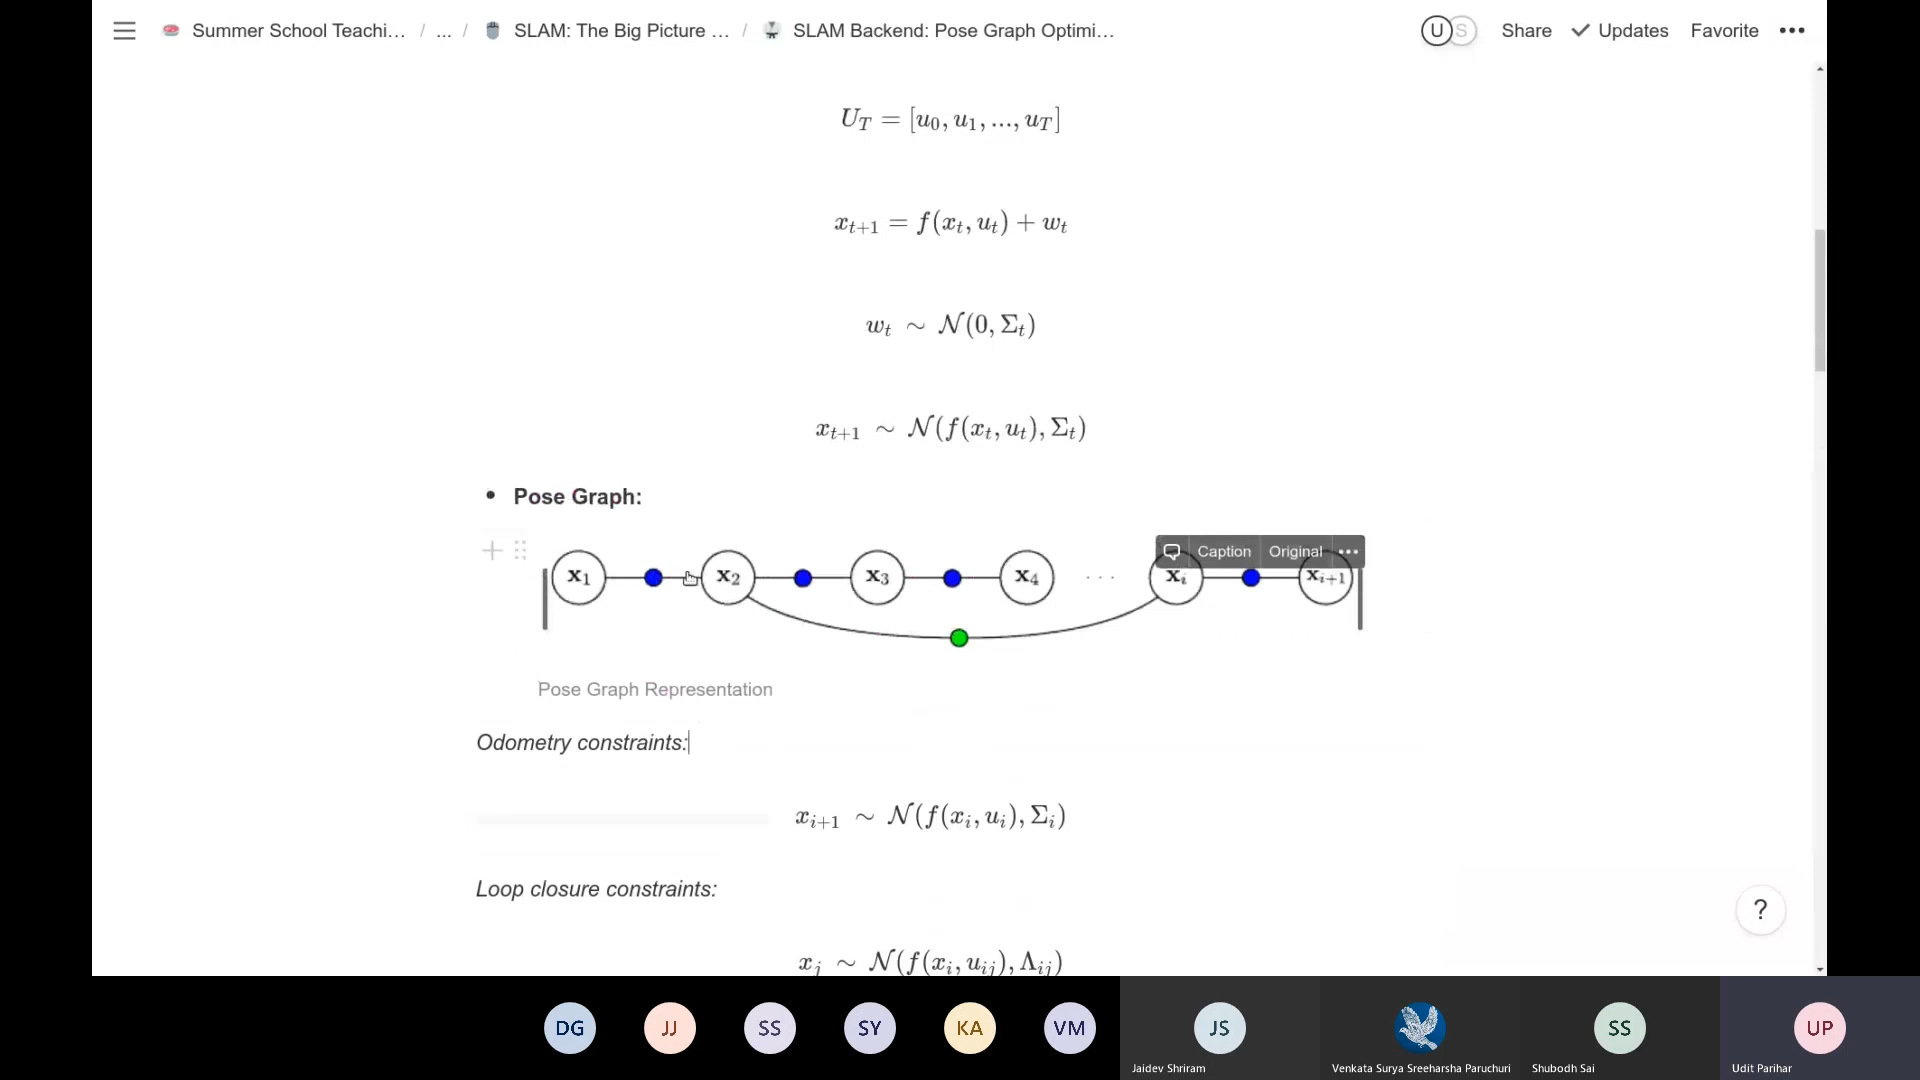 Summer School Teachi... / ... / SLAM: The Big Picture ... / SLAM Backend: Pose Graph Optimi... U S Share Updates Favorite •••
U_T = [u_0, u_1, ..., u_T]
x_{t+1} = f(x_t, u_t) + w_t
w_t ∼ 𝒩(0, Σ_t)
x_{t+1} ∼ 𝒩(f(x_t, u_t), Σ_t)
• Pose Graph:
Caption Original •••
x_1 x_2 x_3 x_4 · · · x_i x_{i+1}
Pose Graph Representation
Odometry constraints:
x_{i+1} ∼ 𝒩(f(x_i, u_i), Σ_i)
Loop closure constraints:
?
x_j ∼ 𝒩(f(x_i, u_{ij}), Λ_{ij})
DG JJ SS SY KA VM JS SS UP
Jaidev Shriram Venkata Surya Sreeharsha Paruchuri Shubodh Sai Udit Parihar